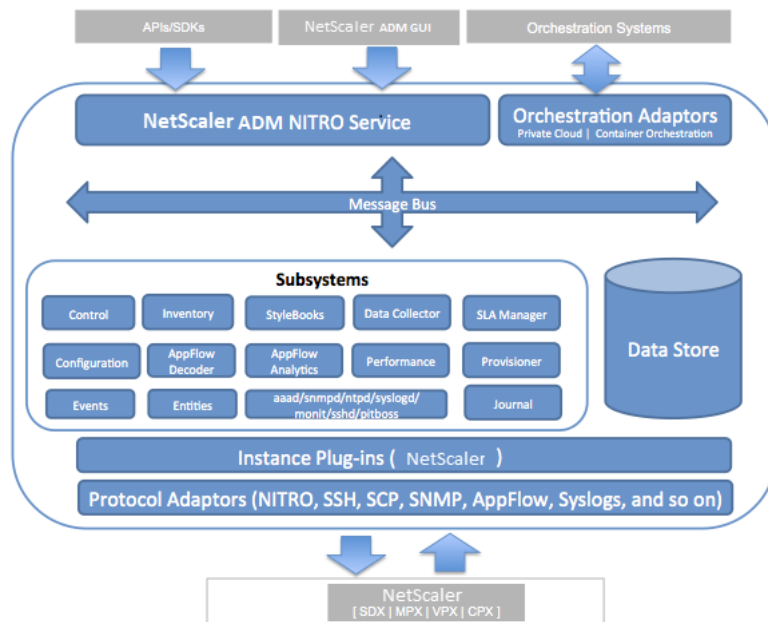 APIs/SDKs
NetScaler ADM GUI
Orchestration Systems
NetScaler ADM NITRO Service
Orchestration Adaptors
Private Cloud | Container Orchestration
Message Bus
Subsystems
Control
Inventory
StyleBooks
Data Collector
SLA Manager
Configuration
AppFlow
Decoder
AppFlow
Analytics
Performance
Provisioner
Events
Entities
aaad/snmpd/ntpd/syslogd/
monit/sshd/pitboss
Journal
Data Store
Instance Plug-ins ( NetScaler )
Protocol Adaptors (NITRO, SSH, SCP, SNMP, AppFlow, Syslogs, and so on)
NetScaler
[ SDX | MPX | VPX | CPX ]